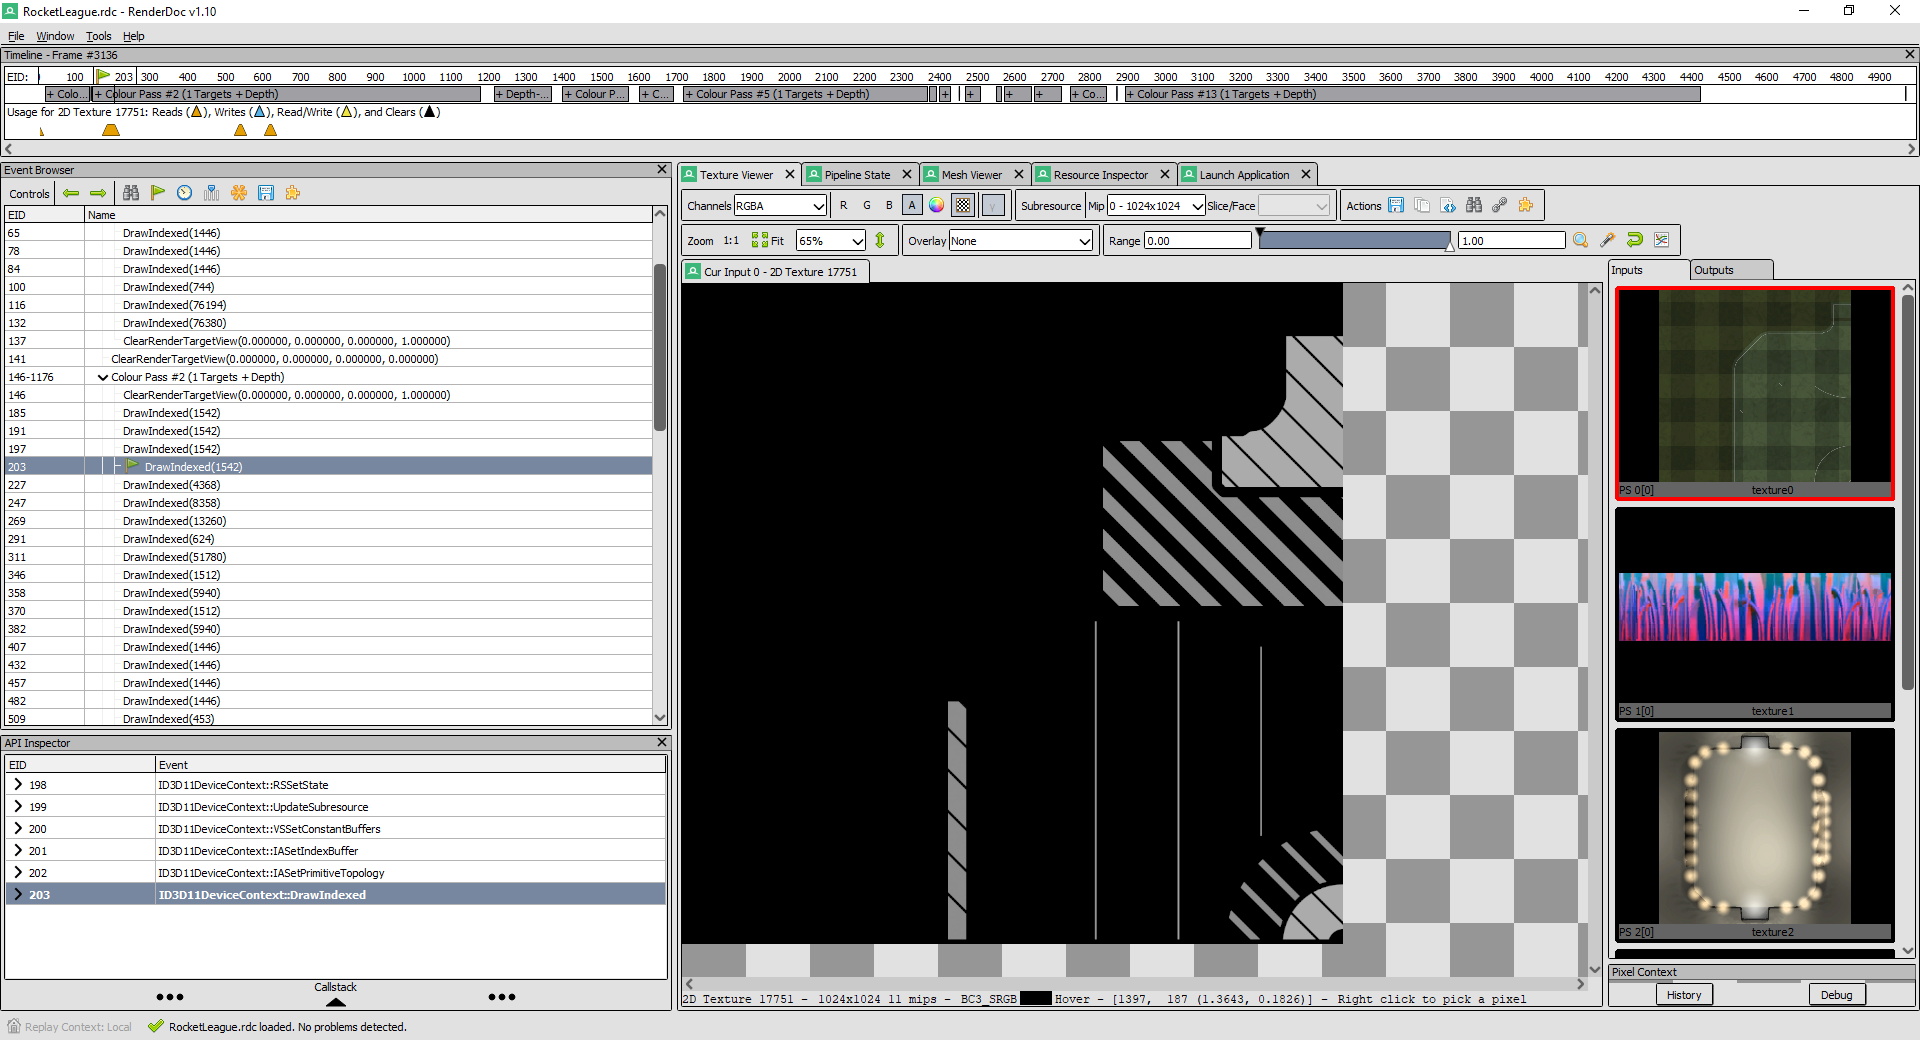 RocketLeague.rdc - RenderDoc v1.10
File Window Tools Help
Timeline - Frame #3136
EID: 100 203 300 400 500 600 700 800 900 1000 1100 1200 1300 1400 1500 1600 1700 1800 1900 2000 2100 2200 2300 2400 2500 2600 2700 2800 2900 3000 3100 3200 3300 3400 3500 3600 3700 3800 3900 4000 4100 4200 4300 4400 4500 4600 4700 4800 4900
+ Colo... + Colour Pass #2 (1 Targets + Depth) + Depth-... + Colour P... + C... + Colour Pass #5 (1 Targets + Depth) + + + + + Co... + Colour Pass #13 (1 Targets + Depth)
Usage for 2D Texture 17751: Reads ( ), Writes ( ), Read/Write ( ), and Clears ( )
Event Browser
Controls
EID Name
65 DrawIndexed(1446)
78 DrawIndexed(1446)
84 DrawIndexed(1446)
100 DrawIndexed(744)
116 DrawIndexed(76194)
132 DrawIndexed(76380)
137 ClearRenderTargetView(0.000000, 0.000000, 0.000000, 1.000000)
141 ClearRenderTargetView(0.000000, 0.000000, 0.000000, 0.000000)
146-1176 Colour Pass #2 (1 Targets + Depth)
146 ClearRenderTargetView(0.000000, 0.000000, 0.000000, 1.000000)
185 DrawIndexed(1542)
191 DrawIndexed(1542)
197 DrawIndexed(1542)
203 DrawIndexed(1542)
227 DrawIndexed(4368)
247 DrawIndexed(8358)
269 DrawIndexed(13260)
291 DrawIndexed(624)
311 DrawIndexed(51780)
346 DrawIndexed(1512)
358 DrawIndexed(5940)
370 DrawIndexed(1512)
382 DrawIndexed(5940)
407 DrawIndexed(1446)
432 DrawIndexed(1446)
457 DrawIndexed(1446)
482 DrawIndexed(1446)
509 DrawIndexed(453)
API Inspector
EID Event
198 ID3D11DeviceContext::RSSetState
199 ID3D11DeviceContext::UpdateSubresource
200 ID3D11DeviceContext::VSSetConstantBuffers
201 ID3D11DeviceContext::IASetIndexBuffer
202 ID3D11DeviceContext::IASetPrimitiveTopology
203 ID3D11DeviceContext::DrawIndexed
Callstack
Texture Viewer Pipeline State Mesh Viewer Resource Inspector Launch Application
Channels RGBA R G B A γ Subresource Mip 0 - 1024x1024 Slice/Face Actions
Zoom 1:1 Fit 65% Overlay None Range 0.00 1.00
Cur Input 0 - 2D Texture 17751
2D Texture 17751 - 1024x1024 11 mips - BC3_SRGB Hover - [1397, 187 (1.3643, 0.1826)] - Right click to pick a pixel
Inputs Outputs
PS 0[0] texture0
PS 1[0] texture1
PS 2[0] texture2
Pixel Context
History Debug
Replay Context: Local RocketLeague.rdc loaded. No problems detected.